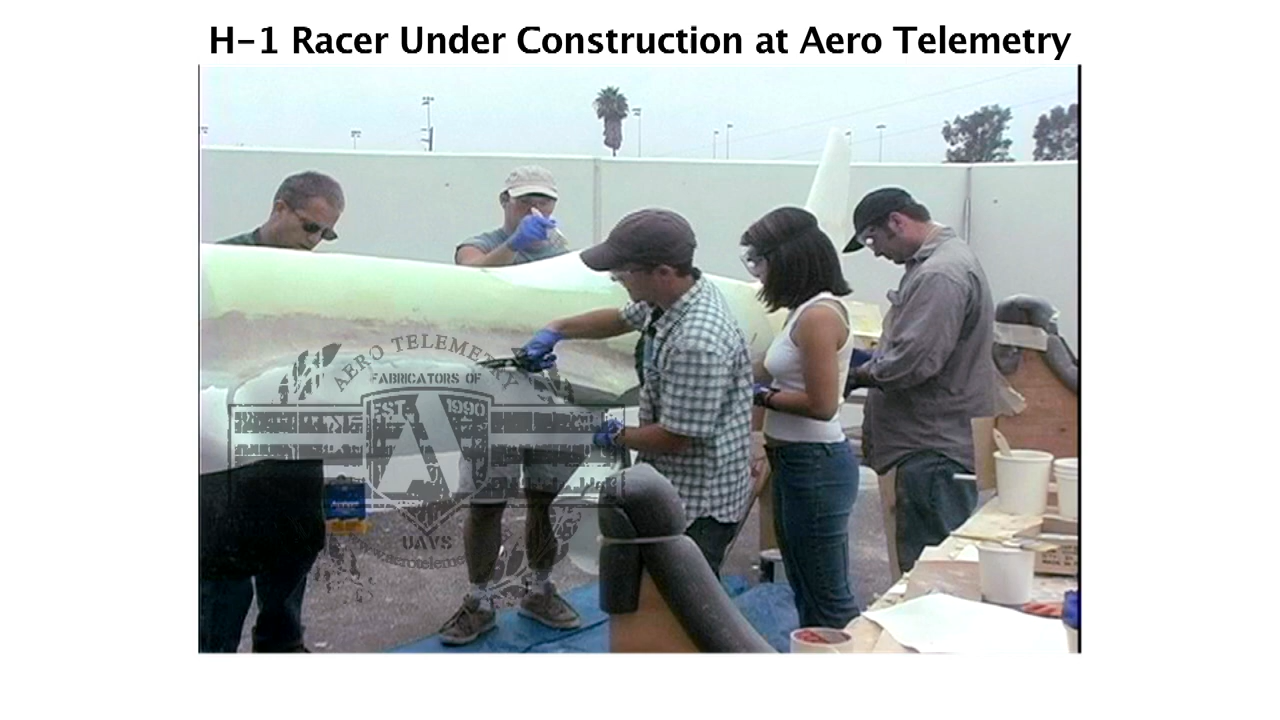 H-1 Racer Under Construction at Aero Telemetry
AERO TELEMETRY
FABRICATORS OF
EST. 1990
A
UAVS